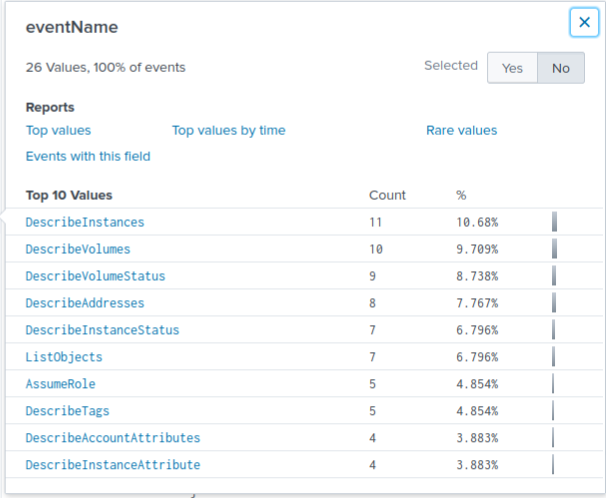 eventName
26 Values, 100% of events
Selected Yes No
Reports
Top values Top values by time Rare values
Events with this field
Top 10 Values Count %
DescribeInstances 11 10.68%
DescribeVolumes 10 9.709%
DescribeVolumeStatus 9 8.738%
DescribeAddresses 8 7.767%
DescribeInstanceStatus 7 6.796%
ListObjects 7 6.796%
AssumeRole 5 4.854%
DescribeTags 5 4.854%
DescribeAccountAttributes 4 3.883%
DescribeInstanceAttribute 4 3.883%